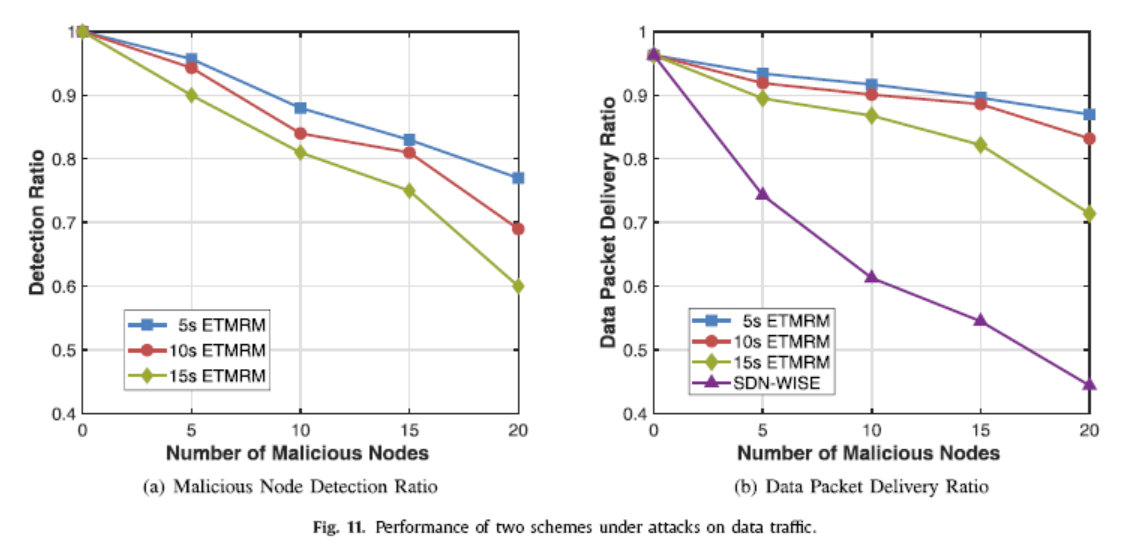 1
0.9
0.8
0.7
0.6
0.5
0.4
0
5
10
15
20
Detection Ratio
5s ETMRM
10s ETMRM
15s ETMRM
Number of Malicious Nodes
(a) Malicious Node Detection Ratio
1
0.9
0.8
0.7
0.6
0.5
0.4
0
5
10
15
20
Data Packet Delivery Ratio
5s ETMRM
10s ETMRM
15s ETMRM
SDN-WISE
Number of Malicious Nodes
(b) Data Packet Delivery Ratio
Fig. 11. Performance of two schemes under attacks on data traffic.